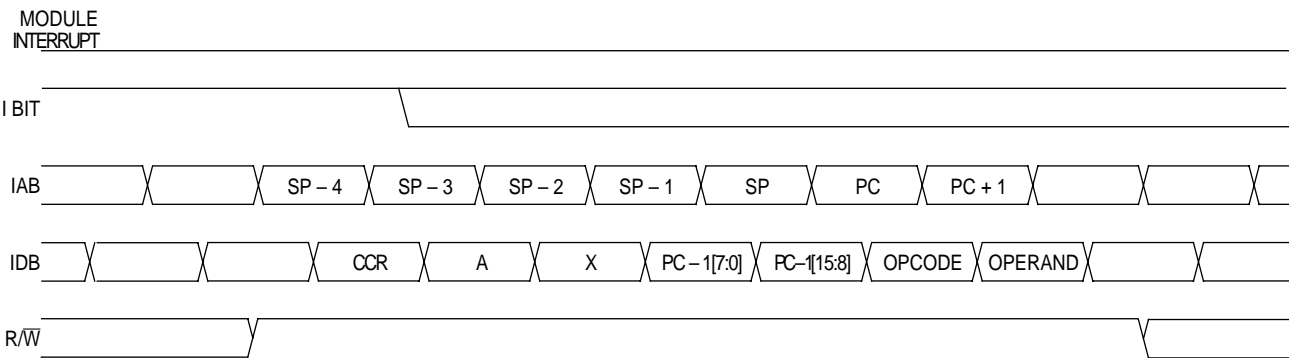 MODULE
INTERRUPT
I BIT
IAB SP – 4 SP – 3 SP – 2 SP – 1 SP PC PC + 1
IDB CCR A X PC – 1[7:0] PC–1[15:8] OPCODE OPERAND
R/W̅